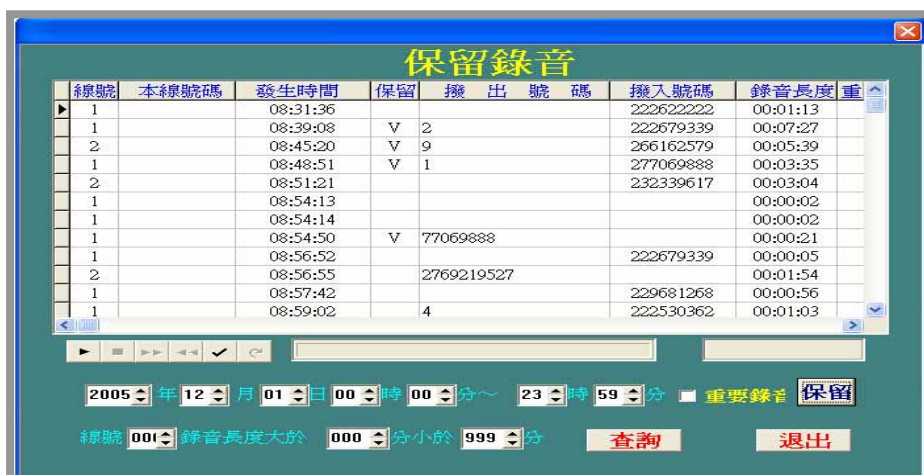 保留錄音
線號 本線號碼 發生時間 保留 撥 出 號 碼 撥入號碼 錄音長度 重
1 08:31:36 222622222 00:01:13
1 08:39:08 V 2 222679339 00:07:27
2 08:45:20 V 9 266162579 00:05:39
1 08:48:51 V 1 277069888 00:03:35
2 08:51:21 232339617 00:03:04
1 08:54:13 00:00:02
1 08:54:14 00:00:02
1 08:54:50 V 77069888 00:00:21
1 08:56:52 222679339 00:00:05
2 08:56:55 2769219527 00:01:54
1 08:57:42 229681268 00:00:56
1 08:59:02 4 222530362 00:01:03
2005 年 12 月 01 日 00 時 00 分~ 23 時 59 分 重要錄音 保留
線號 00 錄音長度大於 000 分小於 999 分 查詢 退出